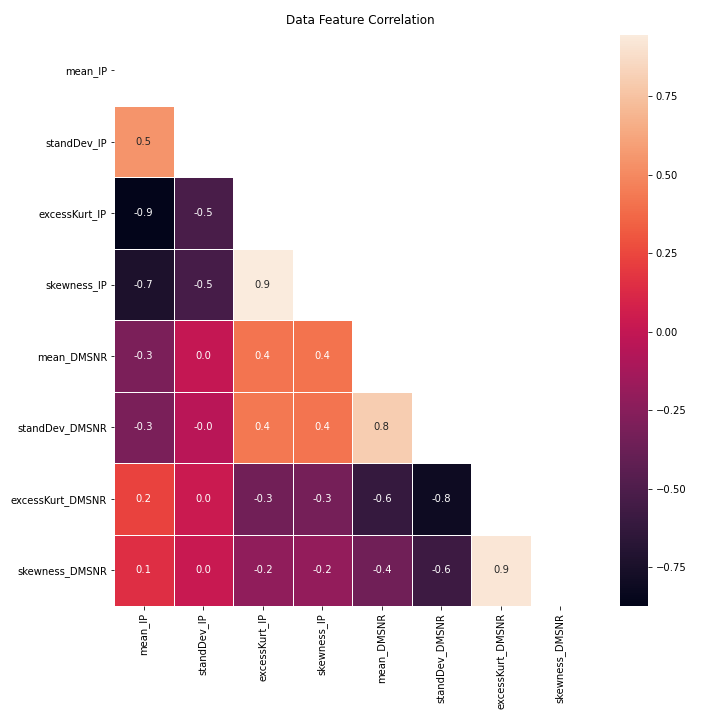 Data Feature Correlation
mean_IP
standDev_IP 0.5
excessKurt_IP -0.9 -0.5
skewness_IP -0.7 -0.5 0.9
mean_DMSNR -0.3 0.0 0.4 0.4
standDev_DMSNR -0.3 -0.0 0.4 0.4 0.8
excessKurt_DMSNR 0.2 0.0 -0.3 -0.3 -0.6 -0.8
skewness_DMSNR 0.1 0.0 -0.2 -0.2 -0.4 -0.6 0.9
mean_IP
standDev_IP
excessKurt_IP
skewness_IP
mean_DMSNR
standDev_DMSNR
excessKurt_DMSNR
skewness_DMSNR
0.75
0.50
0.25
0.00
−0.25
−0.50
−0.75